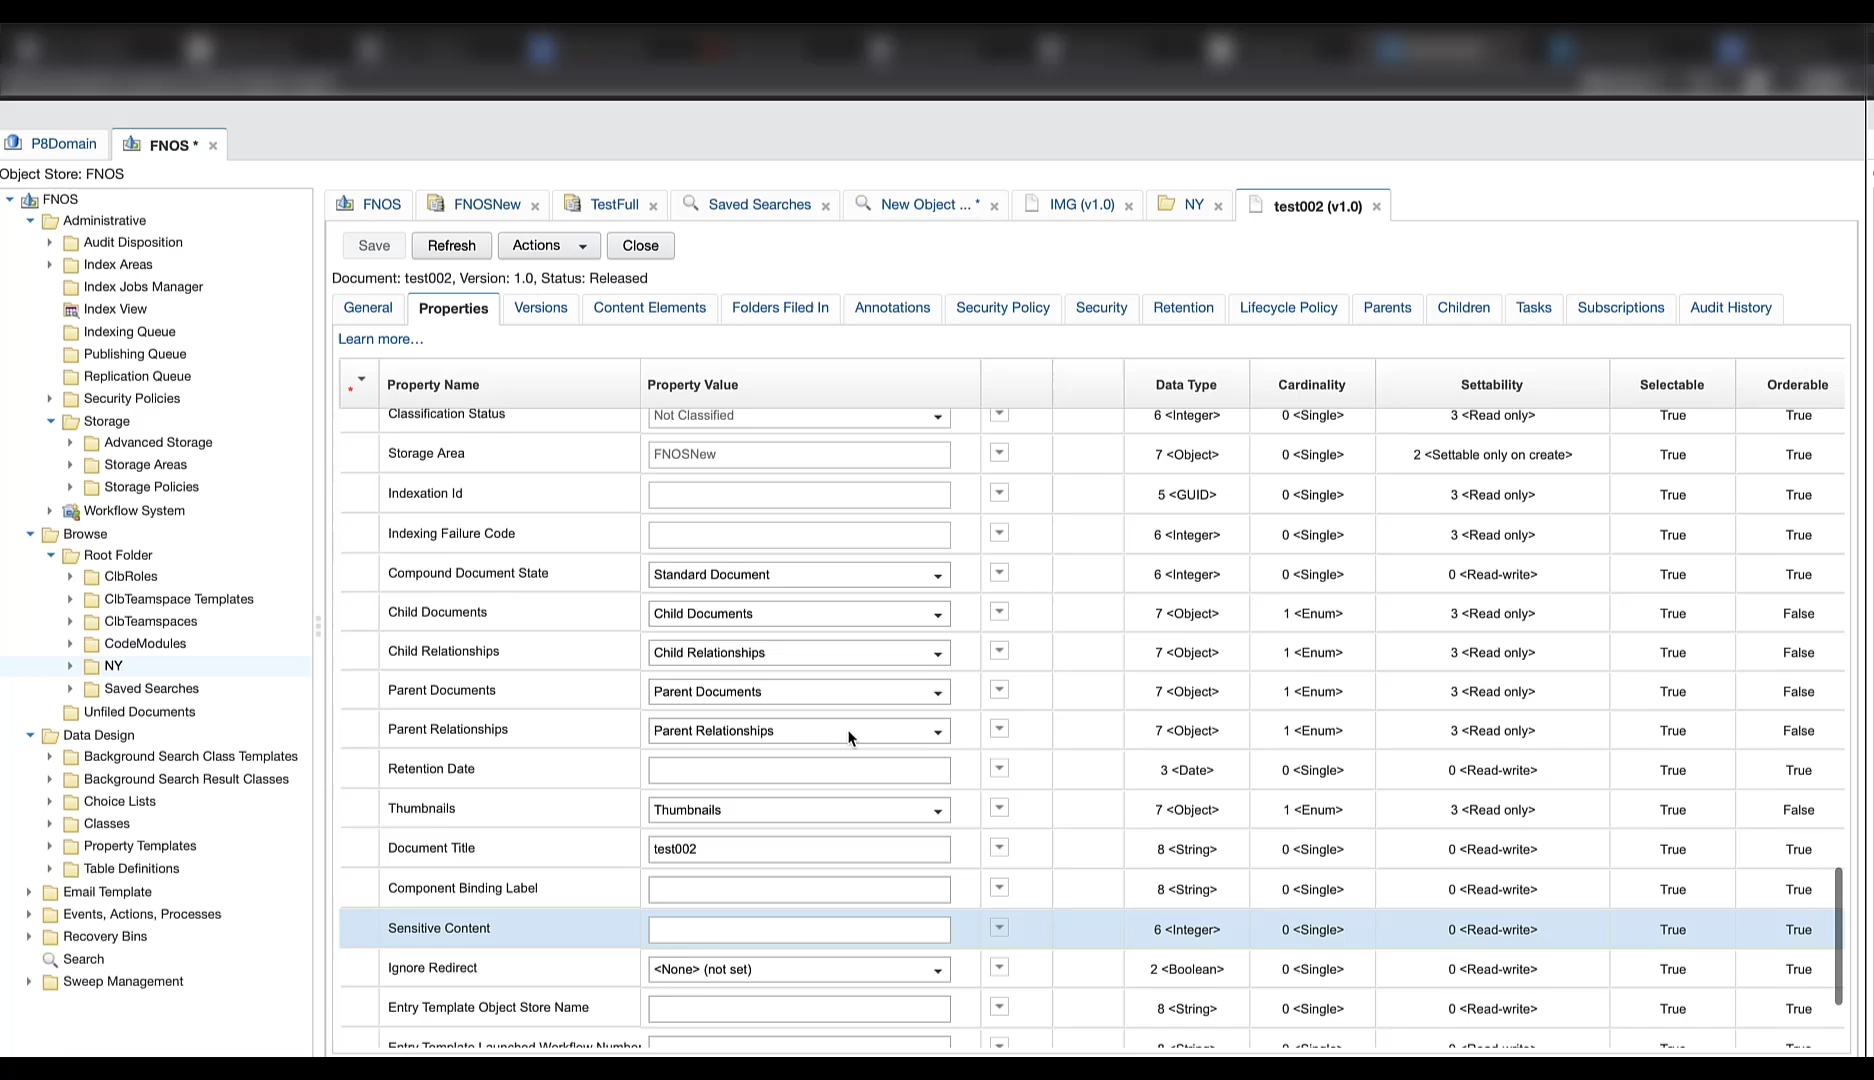 P8Domain
FNOS *
Object Store: FNOS
FNOS
Administrative
Audit Disposition
Index Areas
Index Jobs Manager
Index View
Indexing Queue
Publishing Queue
Replication Queue
Security Policies
Storage
Advanced Storage
Storage Areas
Storage Policies
Workflow System
Browse
Root Folder
ClbRoles
ClbTeamspace Templates
ClbTeamspaces
CodeModules
NY
Saved Searches
Unfiled Documents
Data Design
Background Search Class Templates
Background Search Result Classes
Choice Lists
Classes
Property Templates
Table Definitions
Email Template
Events, Actions, Processes
Recovery Bins
Search
Sweep Management
FNOS FNOSNew TestFull Saved Searches New Object ... * IMG (v1.0) NY test002 (v1.0)
Save Refresh Actions Close
Document: test002, Version: 1.0, Status: Released
General Properties Versions Content Elements Folders Filed In Annotations Security Policy Security Retention Lifecycle Policy Parents Children Tasks Subscriptions Audit History
Learn more...
* Property Name Property Value Data Type Cardinality Settability Selectable Orderable
Classification Status Not Classified 6 <Integer> 0 <Single> 3 <Read only> True True
Storage Area FNOSNew 7 <Object> 0 <Single> 2 <Settable only on create> True True
Indexation Id 5 <GUID> 0 <Single> 3 <Read only> True True
Indexing Failure Code 6 <Integer> 0 <Single> 3 <Read only> True True
Compound Document State Standard Document 6 <Integer> 0 <Single> 0 <Read-write> True True
Child Documents Child Documents 7 <Object> 1 <Enum> 3 <Read only> True False
Child Relationships Child Relationships 7 <Object> 1 <Enum> 3 <Read only> True False
Parent Documents Parent Documents 7 <Object> 1 <Enum> 3 <Read only> True False
Parent Relationships Parent Relationships 7 <Object> 1 <Enum> 3 <Read only> True False
Retention Date 3 <Date> 0 <Single> 0 <Read-write> True True
Thumbnails Thumbnails 7 <Object> 1 <Enum> 3 <Read only> True False
Document Title test002 8 <String> 0 <Single> 0 <Read-write> True True
Component Binding Label 8 <String> 0 <Single> 0 <Read-write> True True
Sensitive Content 6 <Integer> 0 <Single> 0 <Read-write> True True
Ignore Redirect <None> (not set) 2 <Boolean> 0 <Single> 0 <Read-write> True True
Entry Template Object Store Name 8 <String> 0 <Single> 0 <Read-write> True True
Entry Template Launched Workflow Number